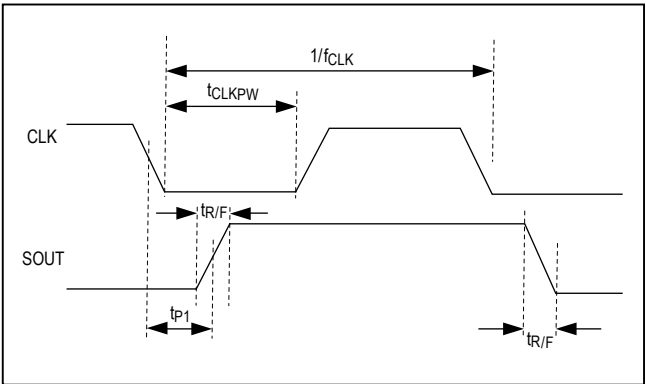 1/fCLK
tCLKPW
CLK
tR/F
SOUT
tP1
tR/F